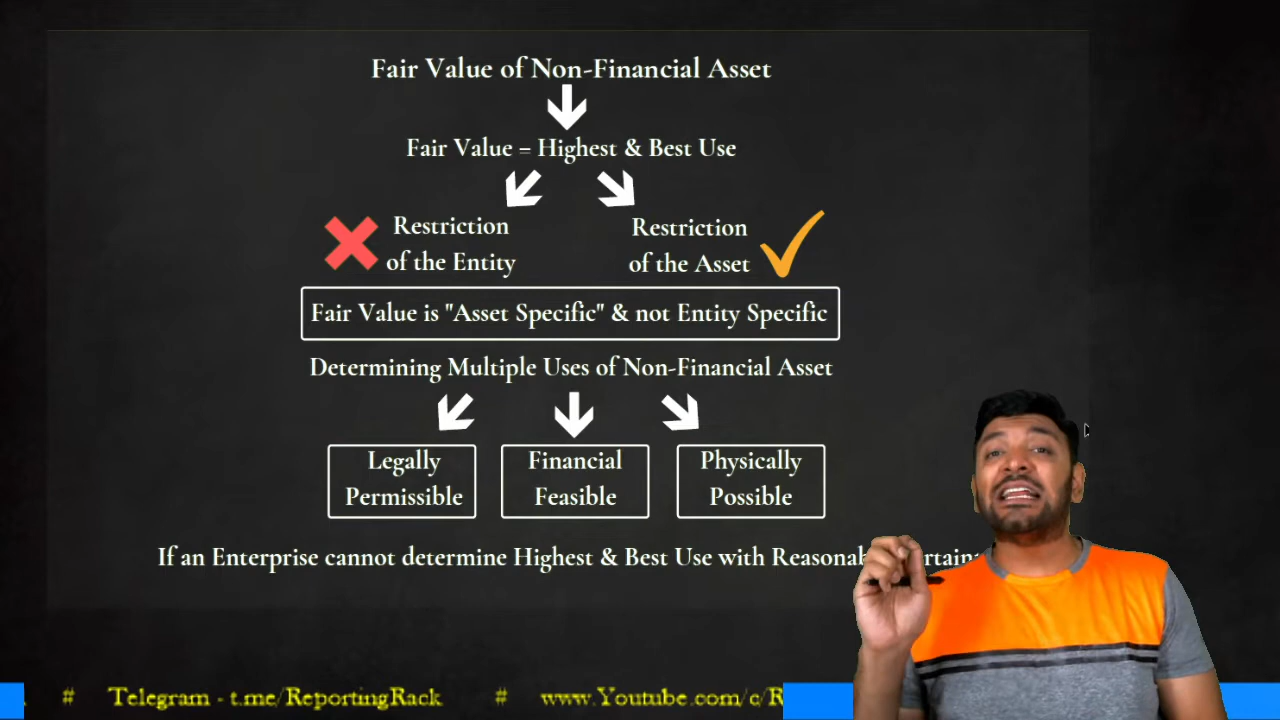 Fair Value of Non-Financial Asset
Fair Value = Highest & Best Use
Restriction
of the Entity
Restriction
of the Asset
Fair Value is "Asset Specific" & not Entity Specific
Determining Multiple Uses of Non-Financial Asset
Legally
Permissible
Financial
Feasible
Physically
Possible
If an Enterprise cannot determine Highest & Best Use with
# Telegram - t.me/ReportingRack # www.Youtube.com/c/R